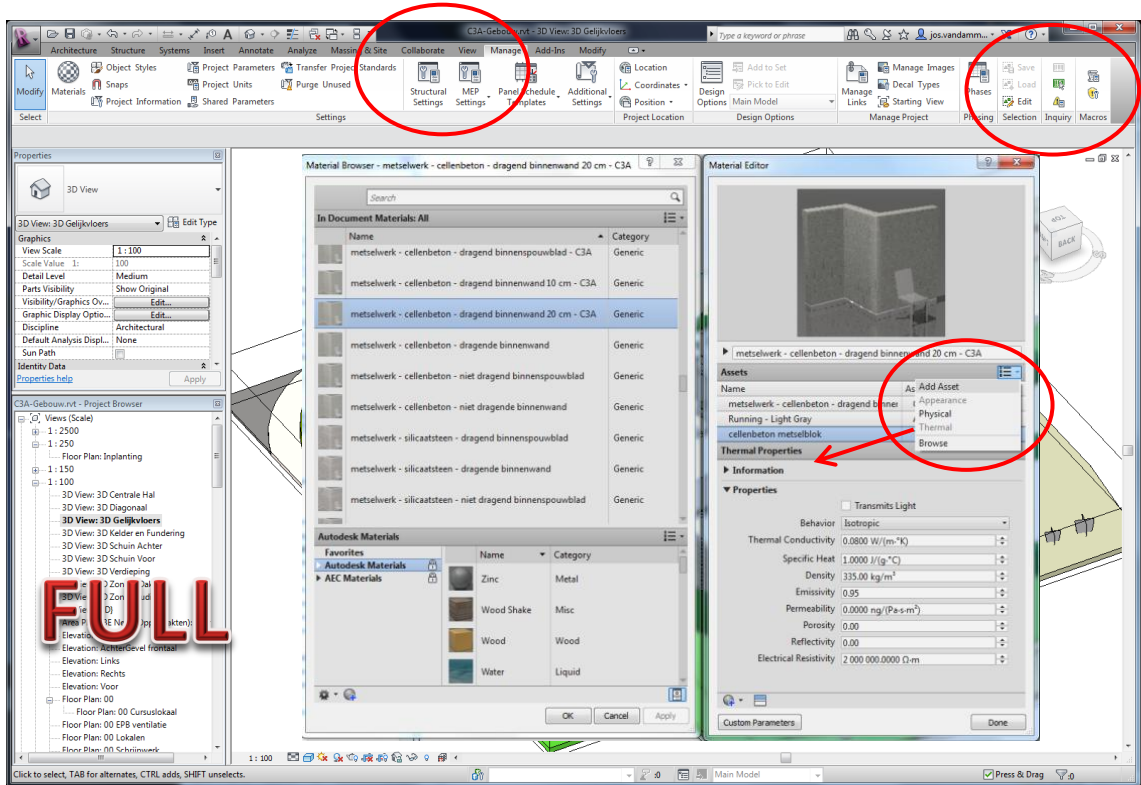 C3A-Gebouw.rvt - 3D View: 3D Gelijkvloers
Type a keyword or phrase
jos.vandamm...
Architecture Structure Systems Insert Annotate Analyze Massing & Site Collaborate View Manage Add-Ins Modify
Modify
Materials
Object Styles
Snaps
Project Information
Project Parameters
Project Units
Shared Parameters
Transfer Project Standards
Purge Unused
Structural Settings
MEP Settings
Panel Schedule Templates
Additional Settings
Location
Coordinates
Position
Design Options
Add to Set
Pick to Edit
Main Model
Manage Links
Manage Images
Decal Types
Starting View
Phases
Save
Load
Edit
Select
Settings
Project Location
Design Options
Manage Project
Phasing
Selection
Inquiry
Macros
Properties
3D View
3D View: 3D Gelijkvloers
Edit Type
Graphics
View Scale 1 : 100
Scale Value 1: 100
Detail Level Medium
Parts Visibility Show Original
Visibility/Graphics Ov... Edit...
Graphic Display Optio... Edit...
Discipline Architectural
Default Analysis Displ... None
Sun Path
Identity Data
Properties help
Apply
C3A-Gebouw.rvt - Project Browser
Views (Scale)
1 : 2500
1 : 250
Floor Plan: Inplanting
1 : 150
1 : 100
3D View: 3D Centrale Hal
3D View: 3D Diagonaal
3D View: 3D Gelijkvloers
3D View: 3D Kelder en Fundering
3D View: 3D Schuin Achter
3D View: 3D Schuin Voor
3D View: 3D Verdieping
FULL
Elevation: AchterGevel frontaal
Elevation: Links
Elevation: Rechts
Elevation: Voor
Floor Plan: 00
Floor Plan: 00 Cursuslokaal
Floor Plan: 00 EPB ventilatie
Floor Plan: 00 Lokalen
Floor Plan: 00 Schrijnwerk
Material Browser - metselwerk - cellenbeton - dragend binnenwand 20 cm - C3A
Search
In Document Materials: All
Name Category
metselwerk - cellenbeton - dragend binnenspouwblad - C3A Generic
metselwerk - cellenbeton - dragend binnenwand 10 cm - C3A Generic
metselwerk - cellenbeton - dragend binnenwand 20 cm - C3A Generic
metselwerk - cellenbeton - dragende binnenwand Generic
metselwerk - cellenbeton - niet dragend binnenspouwblad Generic
metselwerk - cellenbeton - niet dragende binnenwand Generic
metselwerk - silicaatsteen - dragend binnenspouwblad Generic
metselwerk - silicaatsteen - dragende binnenwand Generic
metselwerk - silicaatsteen - niet dragend binnenspouwblad Generic
Autodesk Materials
Favorites
Autodesk Materials
AEC Materials
Name Category
Zinc Metal
Wood Shake Misc
Wood Wood
Water Liquid
OK Cancel Apply
Material Editor
metselwerk - cellenbeton - dragend binnenwand 20 cm - C3A
Assets
Name
metselwerk - cellenbeton - dragend binner
Running - Light Gray
cellenbeton metselblok
Add Asset
Appearance
Physical
Thermal
Browse
Thermal Properties
Information
Properties
Transmits Light
Behavior Isotropic
Thermal Conductivity 0.0800 W/(m·°K)
Specific Heat 1.0000 J/(g·°C)
Density 335.00 kg/m³
Emissivity 0.95
Permeability 0.0000 ng/(Pa·s·m²)
Porosity 0.00
Reflectivity 0.00
Electrical Resistivity 2 000 000.0000 Ω·m
Custom Parameters
Done
BACK
1 : 100
Click to select, TAB for alternates, CTRL adds, SHIFT unselects.
:0
Main Model
Press & Drag
:0